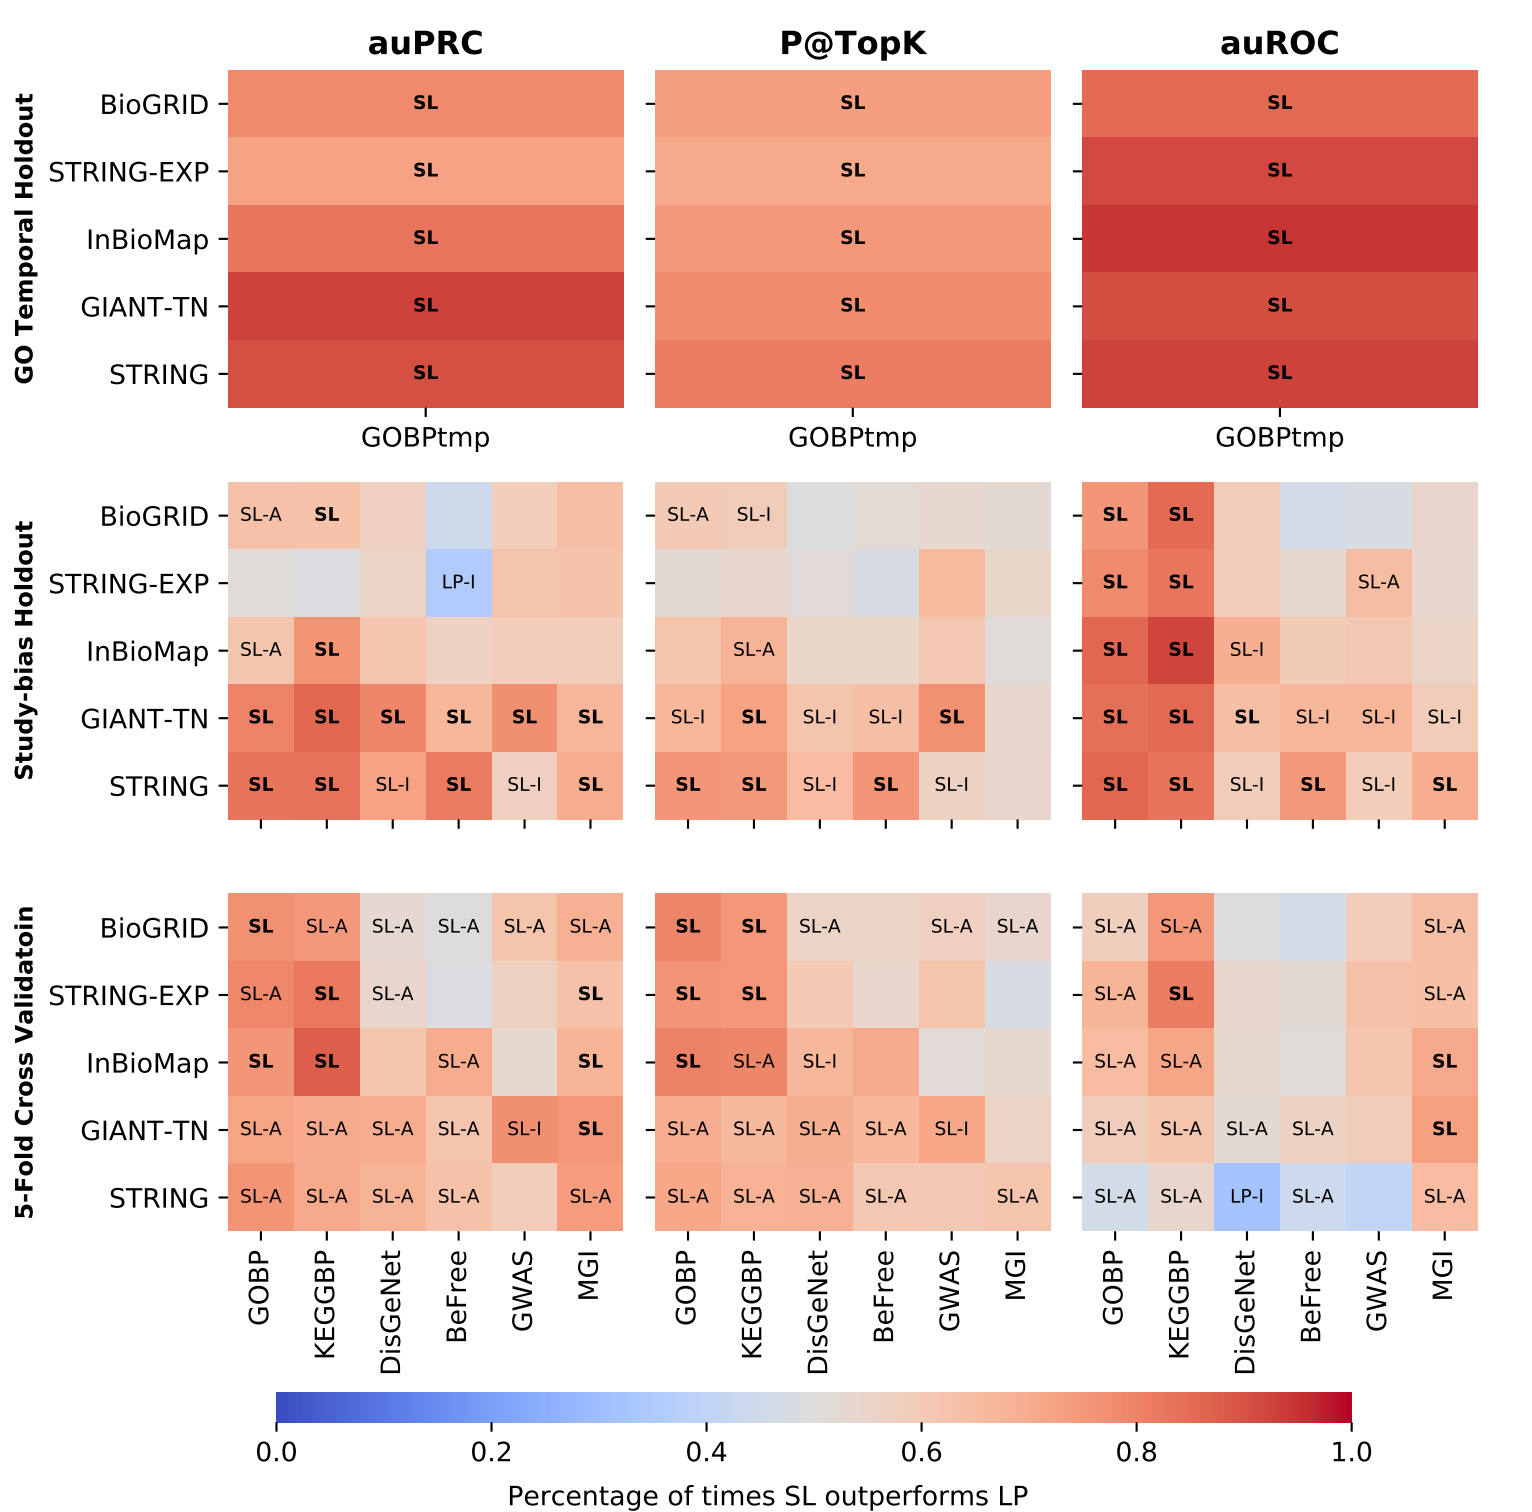 auPRC P@TopK auROC
GO Temporal Holdout
BioGRID SL SL SL
STRING-EXP SL SL SL
InBioMap SL SL SL
GIANT-TN SL SL SL
STRING SL SL SL
GOBPtmp GOBPtmp GOBPtmp
Study-bias Holdout
BioGRID SL-A SL SL-A SL-I SL SL
STRING-EXP LP-I SL SL SL-A
InBioMap SL-A SL SL-A SL SL SL-I
GIANT-TN SL SL SL SL SL SL SL-I SL SL-I SL-I SL SL SL SL SL-I SL-I SL-I
STRING SL SL SL-I SL SL-I SL SL SL SL-I SL SL-I SL SL SL-I SL SL-I SL
5-Fold Cross Validatoin
BioGRID SL SL-A SL-A SL-A SL-A SL-A SL SL SL-A SL-A SL-A SL-A SL-A SL-A
STRING-EXP SL-A SL SL-A SL SL SL SL-A SL SL-A
InBioMap SL SL SL-A SL SL SL-A SL-I SL-A SL-A SL
GIANT-TN SL-A SL-A SL-A SL-A SL-I SL SL-A SL-A SL-A SL-A SL-I SL-A SL-A SL-A SL-A SL
STRING SL-A SL-A SL-A SL-A SL-A SL-A SL-A SL-A SL-A SL-A SL-A SL-A LP-I SL-A SL-A
GOBP KEGGBP DisGeNet BeFree GWAS MGI GOBP KEGGBP DisGeNet BeFree GWAS MGI GOBP KEGGBP DisGeNet BeFree GWAS MGI
0.0 0.2 0.4 0.6 0.8 1.0
Percentage of times SL outperforms LP